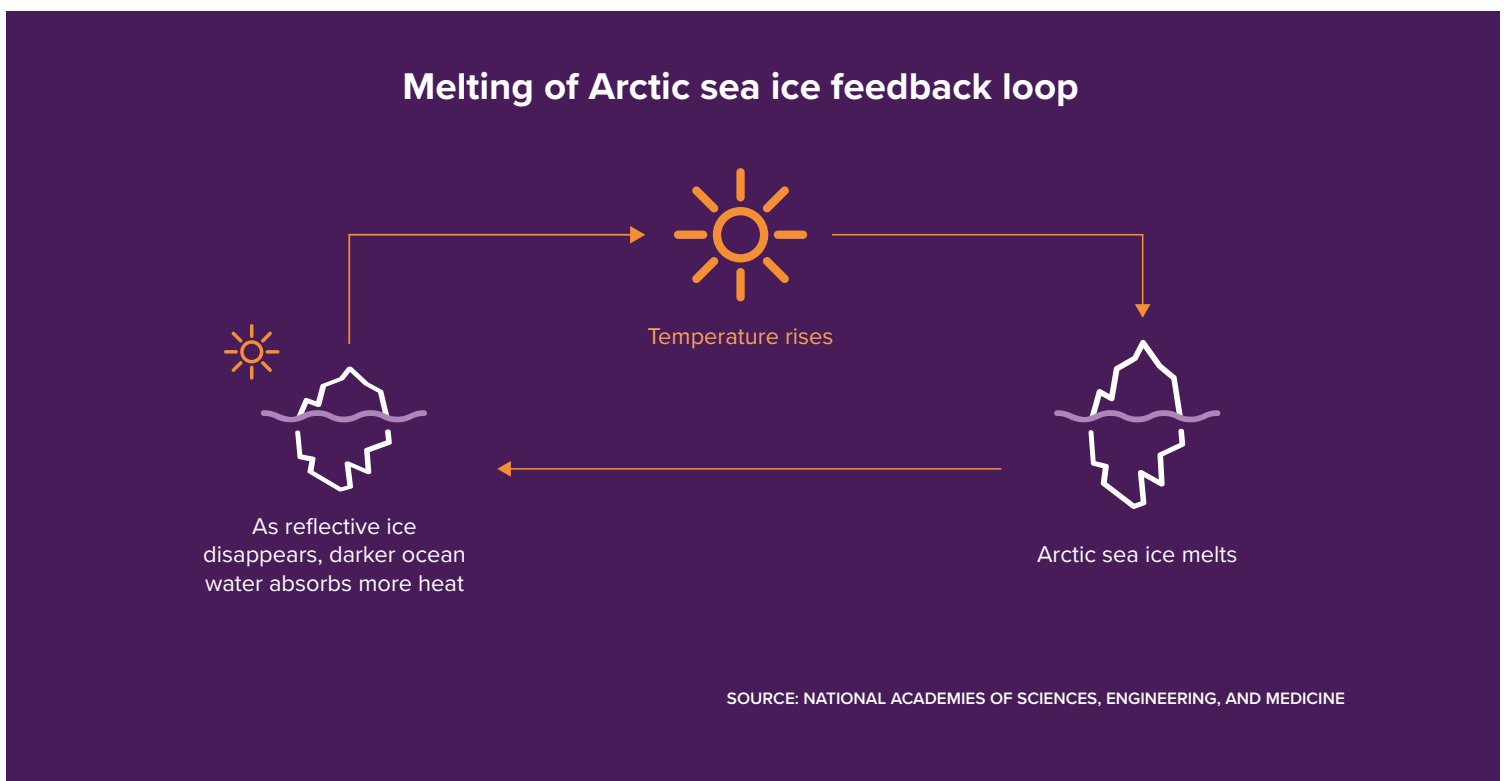 Melting of Arctic sea ice feedback loop
Temperature rises
As reflective ice
disappears, darker ocean
water absorbs more heat
Arctic sea ice melts
SOURCE: NATIONAL ACADEMIES OF SCIENCES, ENGINEERING, AND MEDICINE